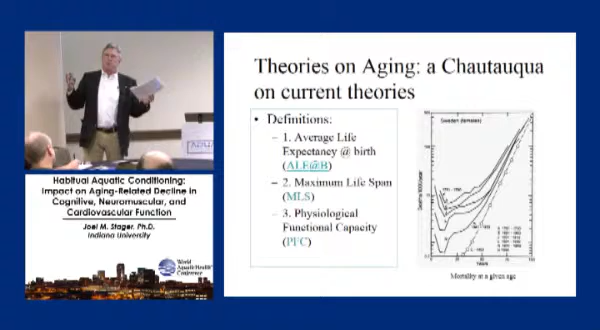 Theories on Aging: a Chautauqua
on current theories
• Definitions:
– 1. Average Life
Expectancy @ birth
(ALE@B)
– 2. Maximum Life Span
(MLS)
– 3. Physiological
Functional Capacity
(PFC)
Sweden (females)
YEARS
Mortality at a given age
Habitual Aquatic Conditioning:
Impact on Aging-Related Decline in
Cognitive, Neuromuscular, and
Cardiovascular Function
Joel M. Stager, Ph.D.
Indiana University
World
Aquatic Health
Conference